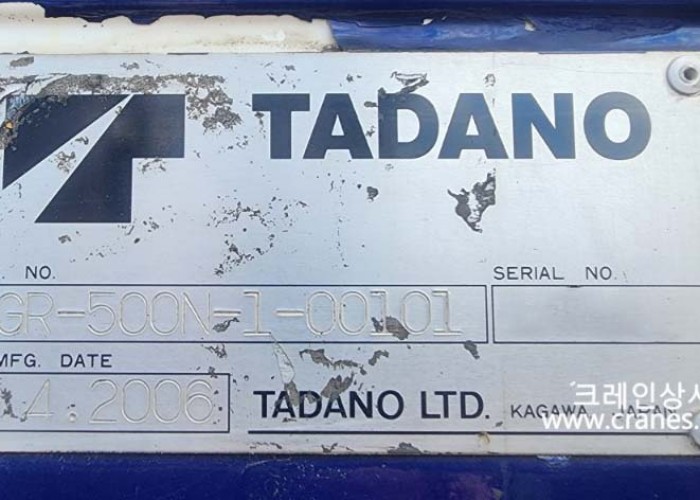 TADANO
NO.
GR-500N-1-00101
SERIAL NO.
MFG. DATE
4.2006
TADANO LTD. KAGAWA JAPAN
크레인상사
www.cranes.